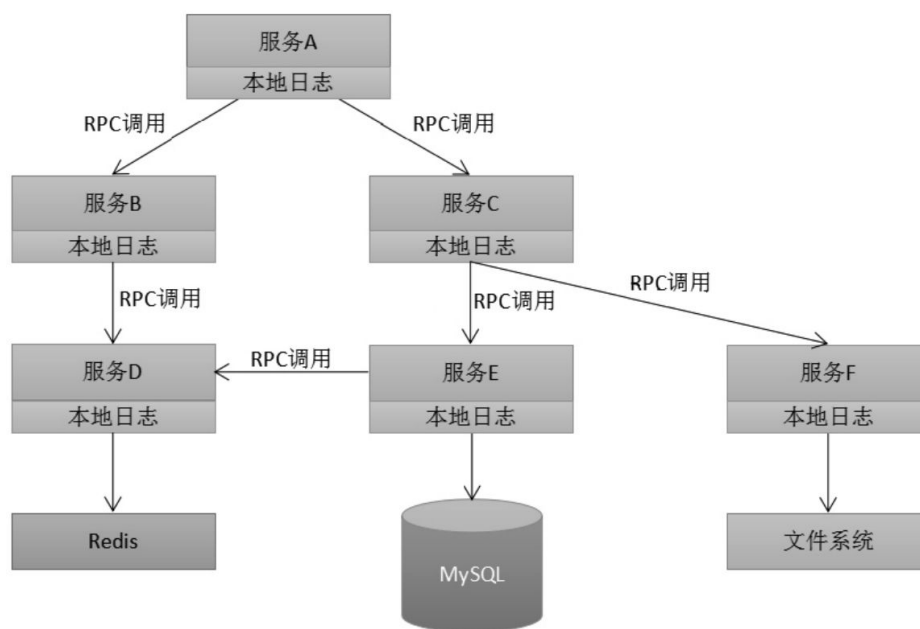 服务A
本地日志
RPC调用
RPC调用
服务B
服务C
本地日志
本地日志
RPC调用
RPC调用
RPC调用
服务D
RPC调用
服务E
服务F
本地日志
本地日志
本地日志
Redis
MySQL
文件系统